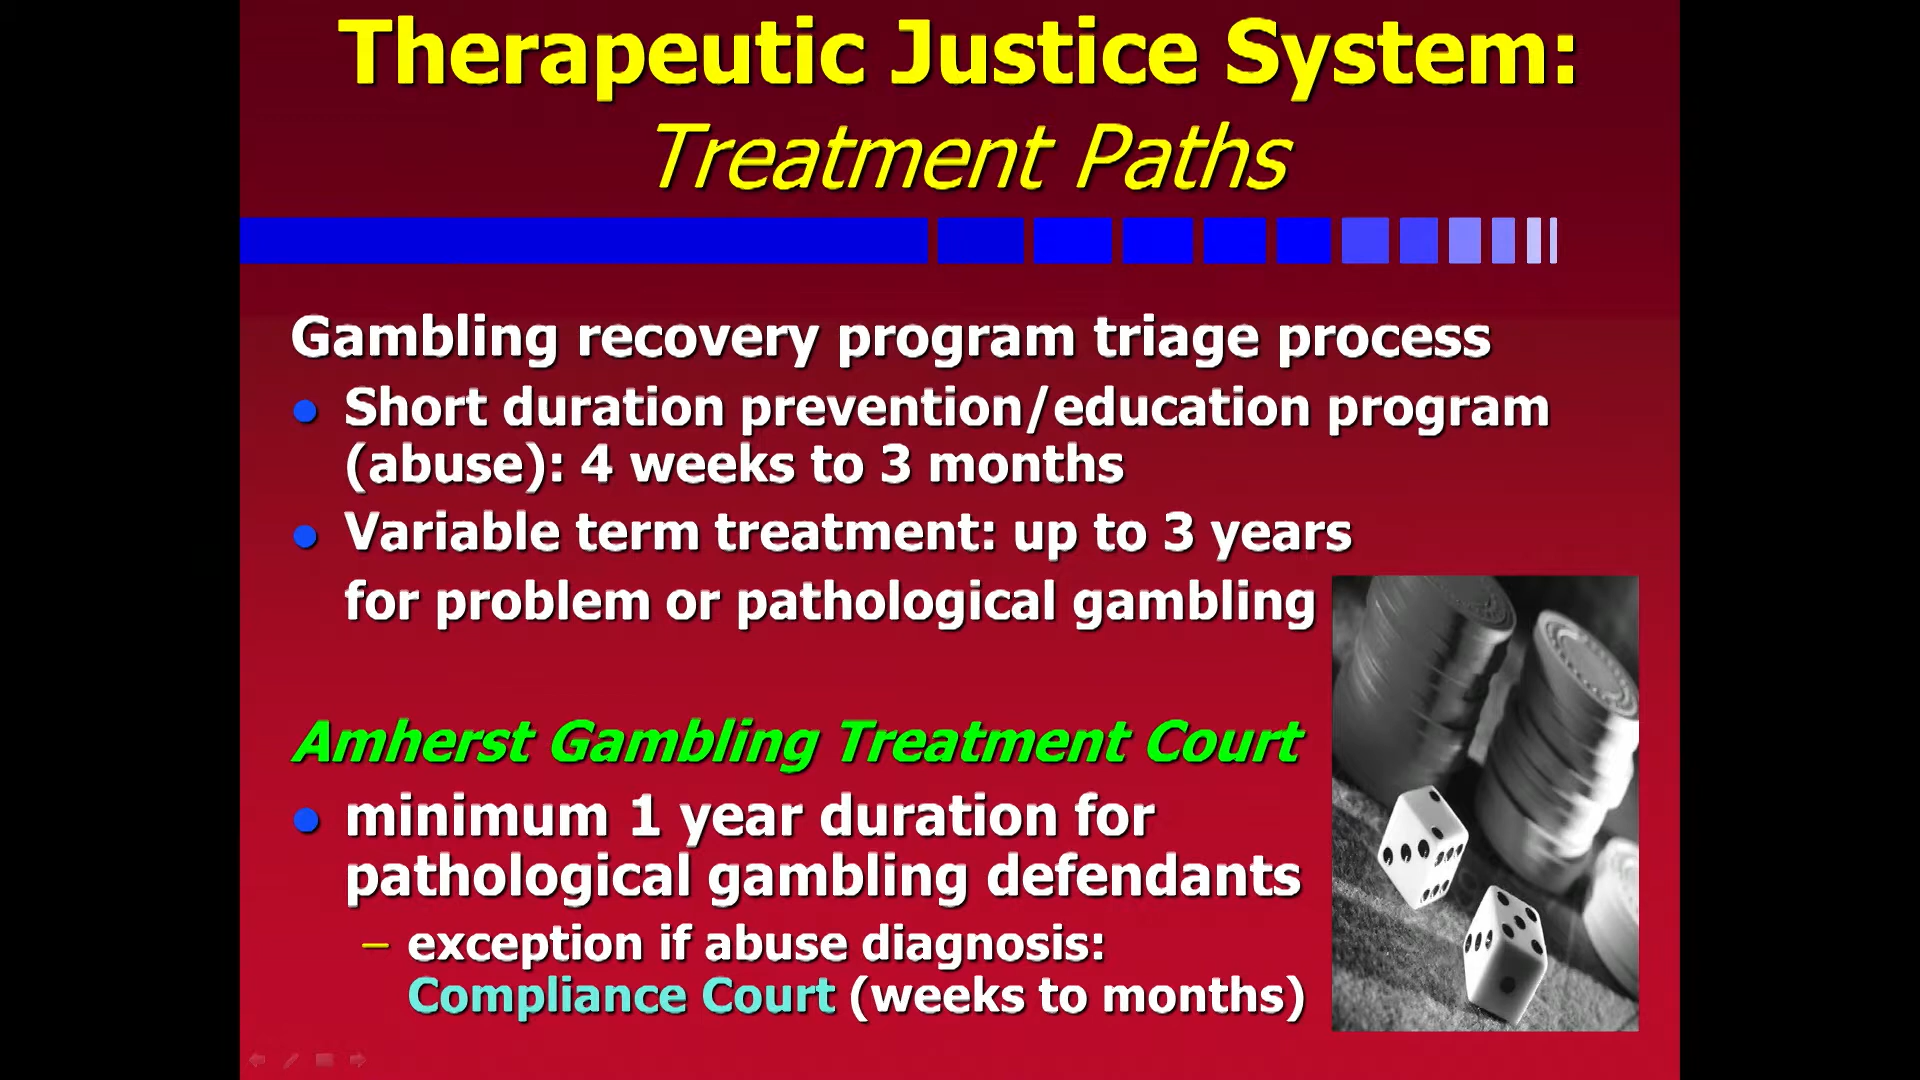 Therapeutic Justice System:
Treatment Paths
Gambling recovery program triage process
Short duration prevention/education program
(abuse): 4 weeks to 3 months
Variable term treatment: up to 3 years
for problem or pathological gambling
Amherst Gambling Treatment Court
minimum 1 year duration for
pathological gambling defendants
– exception if abuse diagnosis:
Compliance Court (weeks to months)